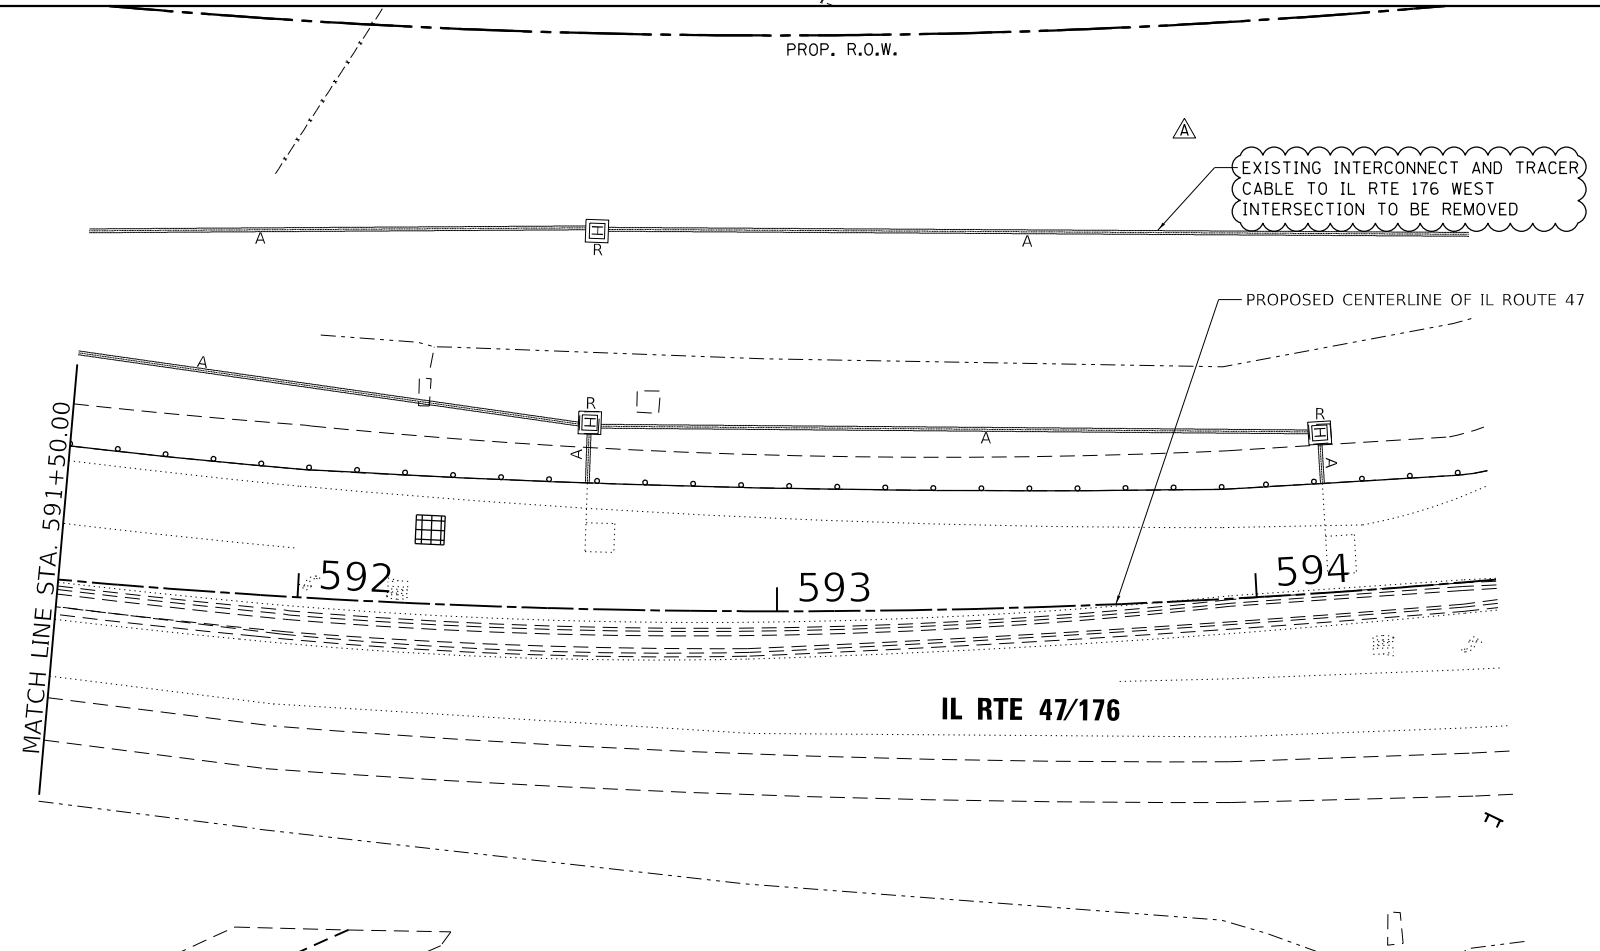 PROP. R.O.W.
A
EXISTING INTERCONNECT AND TRACER
CABLE TO IL RTE 176 WEST
INTERSECTION TO BE REMOVED
A
H
R
A
PROPOSED CENTERLINE OF IL ROUTE 47
A
R
H
A
A
R
H
A
MATCH LINE STA. 591+50.00
592
593
594
IL RTE 47/176